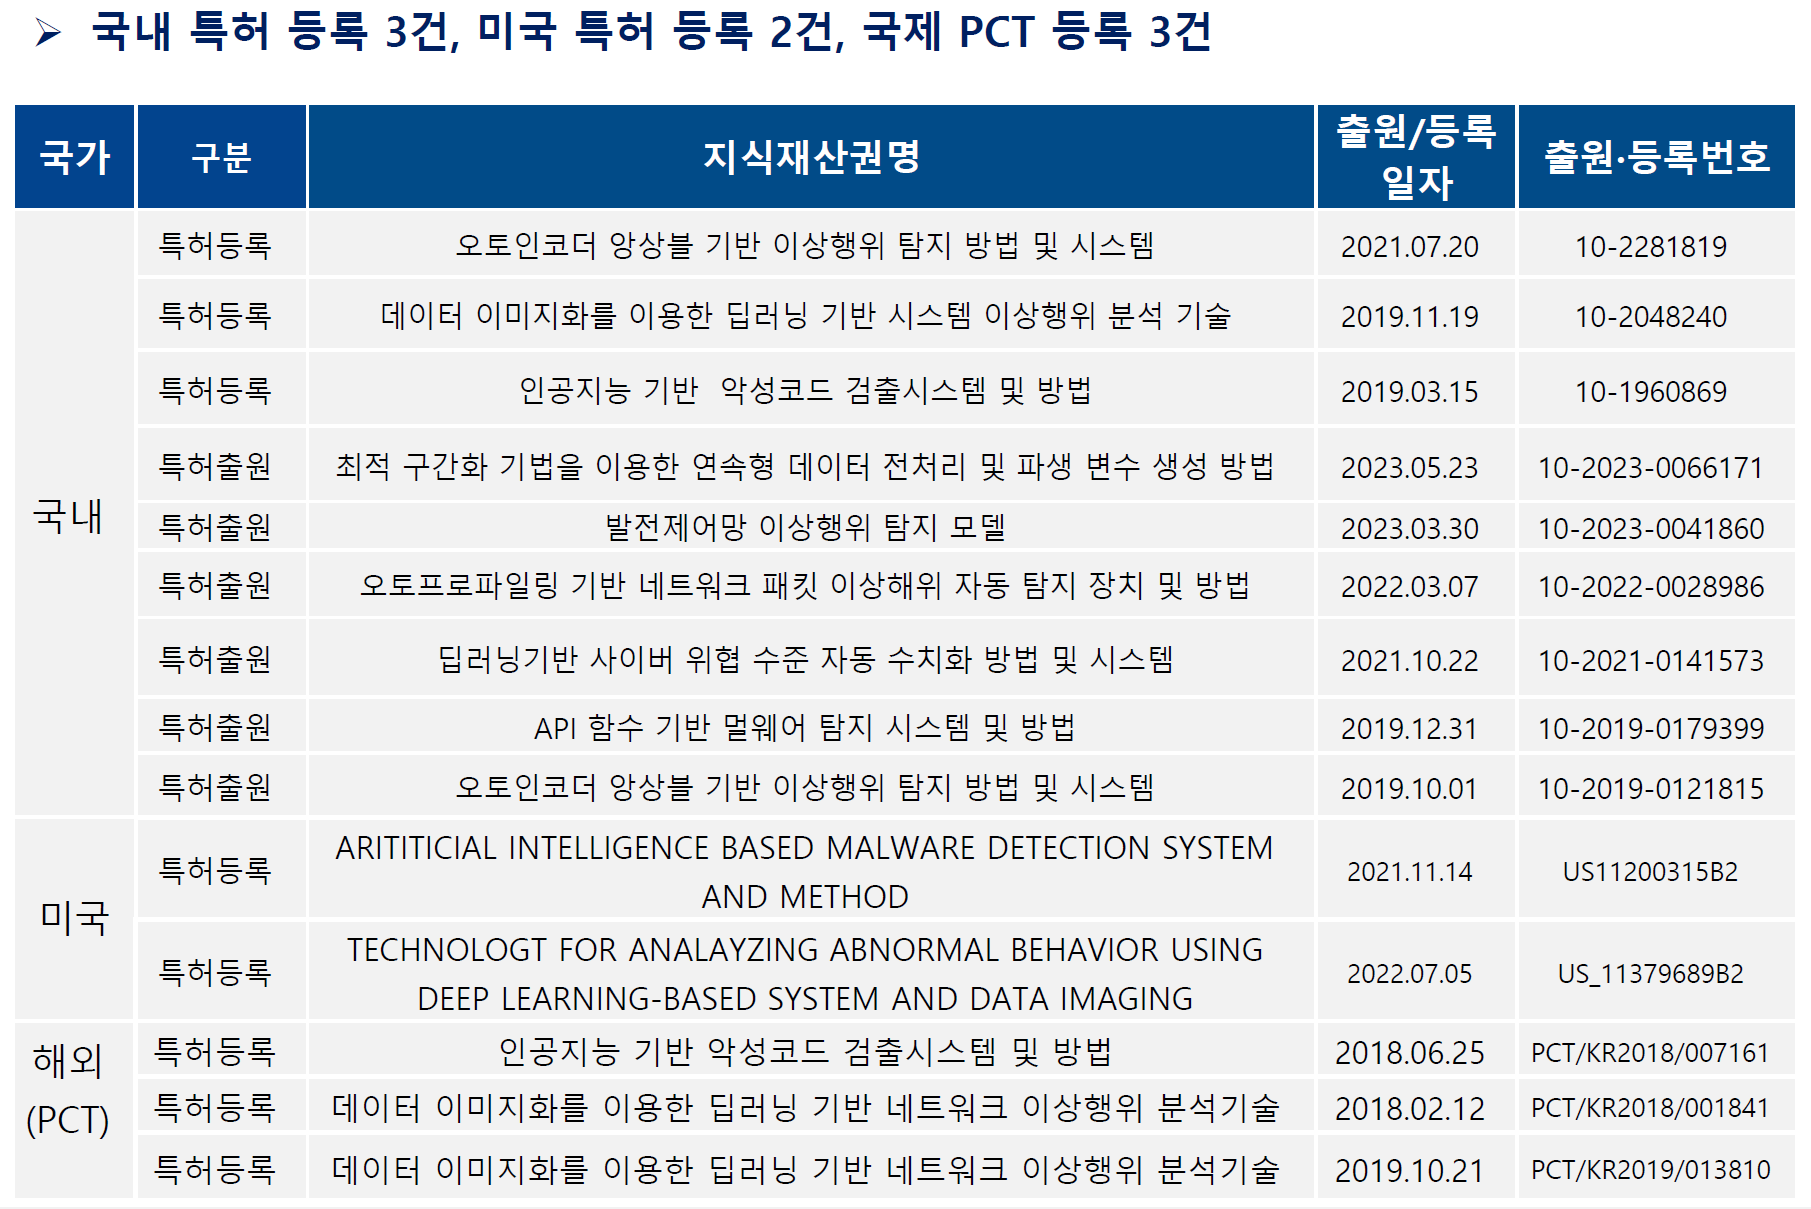 ➢ 국내 특허 등록 3건, 미국 특허 등록 2건, 국제 PCT 등록 3건
국가 구분 지식재산권명 출원/등록 일자 출원·등록번호
국내
특허등록 오토인코더 앙상블 기반 이상행위 탐지 방법 및 시스템 2021.07.20 10-2281819
특허등록 데이터 이미지화를 이용한 딥러닝 기반 시스템 이상행위 분석 기술 2019.11.19 10-2048240
특허등록 인공지능 기반 악성코드 검출시스템 및 방법 2019.03.15 10-1960869
특허출원 최적 구간화 기법을 이용한 연속형 데이터 전처리 및 파생 변수 생성 방법 2023.05.23 10-2023-0066171
특허출원 발전제어망 이상행위 탐지 모델 2023.03.30 10-2023-0041860
특허출원 오토프로파일링 기반 네트워크 패킷 이상해위 자동 탐지 장치 및 방법 2022.03.07 10-2022-0028986
특허출원 딥러닝기반 사이버 위협 수준 자동 수치화 방법 및 시스템 2021.10.22 10-2021-0141573
특허출원 API 함수 기반 멀웨어 탐지 시스템 및 방법 2019.12.31 10-2019-0179399
특허출원 오토인코더 앙상블 기반 이상행위 탐지 방법 및 시스템 2019.10.01 10-2019-0121815
미국
특허등록 ARITITICIAL INTELLIGENCE BASED MALWARE DETECTION SYSTEM
AND METHOD 2021.11.14 US11200315B2
특허등록 TECHNOLOGT FOR ANALAYZING ABNORMAL BEHAVIOR USING
DEEP LEARNING-BASED SYSTEM AND DATA IMAGING 2022.07.05 US_11379689B2
해외
(PCT)
특허등록 인공지능 기반 악성코드 검출시스템 및 방법 2018.06.25 PCT/KR2018/007161
특허등록 데이터 이미지화를 이용한 딥러닝 기반 네트워크 이상행위 분석기술 2018.02.12 PCT/KR2018/001841
특허등록 데이터 이미지화를 이용한 딥러닝 기반 네트워크 이상행위 분석기술 2019.10.21 PCT/KR2019/013810